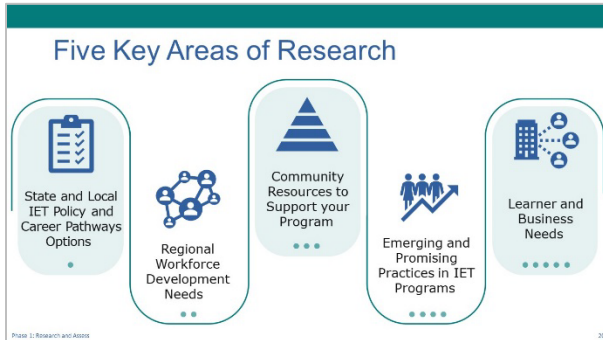 Five Key Areas of Research
State and Local
IET Policy and
Career Pathways
Options
Regional
Workforce
Development
Needs
Community
Resources to
Support your
Program
Emerging and
Promising
Practices in IET
Programs
Learner and
Business
Needs
Phase 1: Research and Assess